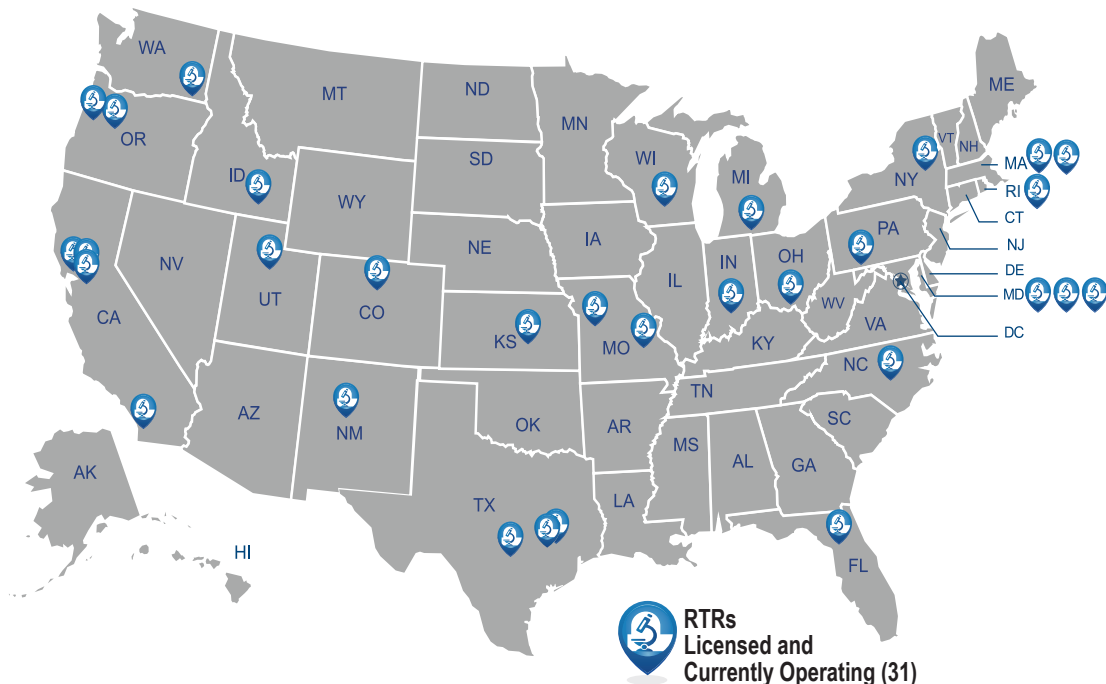 WA
MT
ND
MN
ME
VT
NH
OR
ID
SD
WI
MI
NY
MA
RI
CT
WY
IA
NE
PA
NJ
NV
UT
CO
IL
IN
OH
DE
MD
DC
CA
KS
MO
WV
VA
KY
NC
TN
AZ
NM
OK
AR
SC
MS
AL
GA
LA
TX
AK
HI
FL
RTRs
Licensed and
Currently Operating (31)